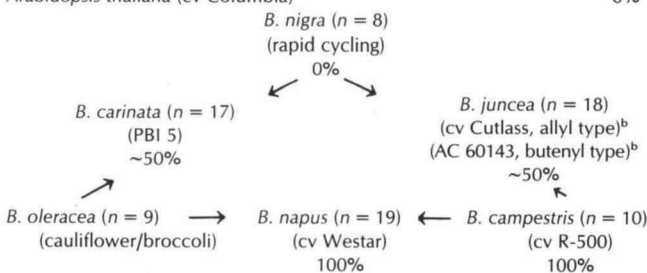 B. nigra (n = 8)
(rapid cycling)
0%
B. carinata (n = 17)
(PBI 5)
~50%
B. juncea (n = 18)
(cv Cutlass, allyl type)b
(AC 60143, butenyl type)b
~50%
B. oleracea (n = 9)
(cauliflower/broccoli)
B. napus (n = 19)
(cv Westar)
100%
B. campestris (n = 10)
(cv R-500)
100%